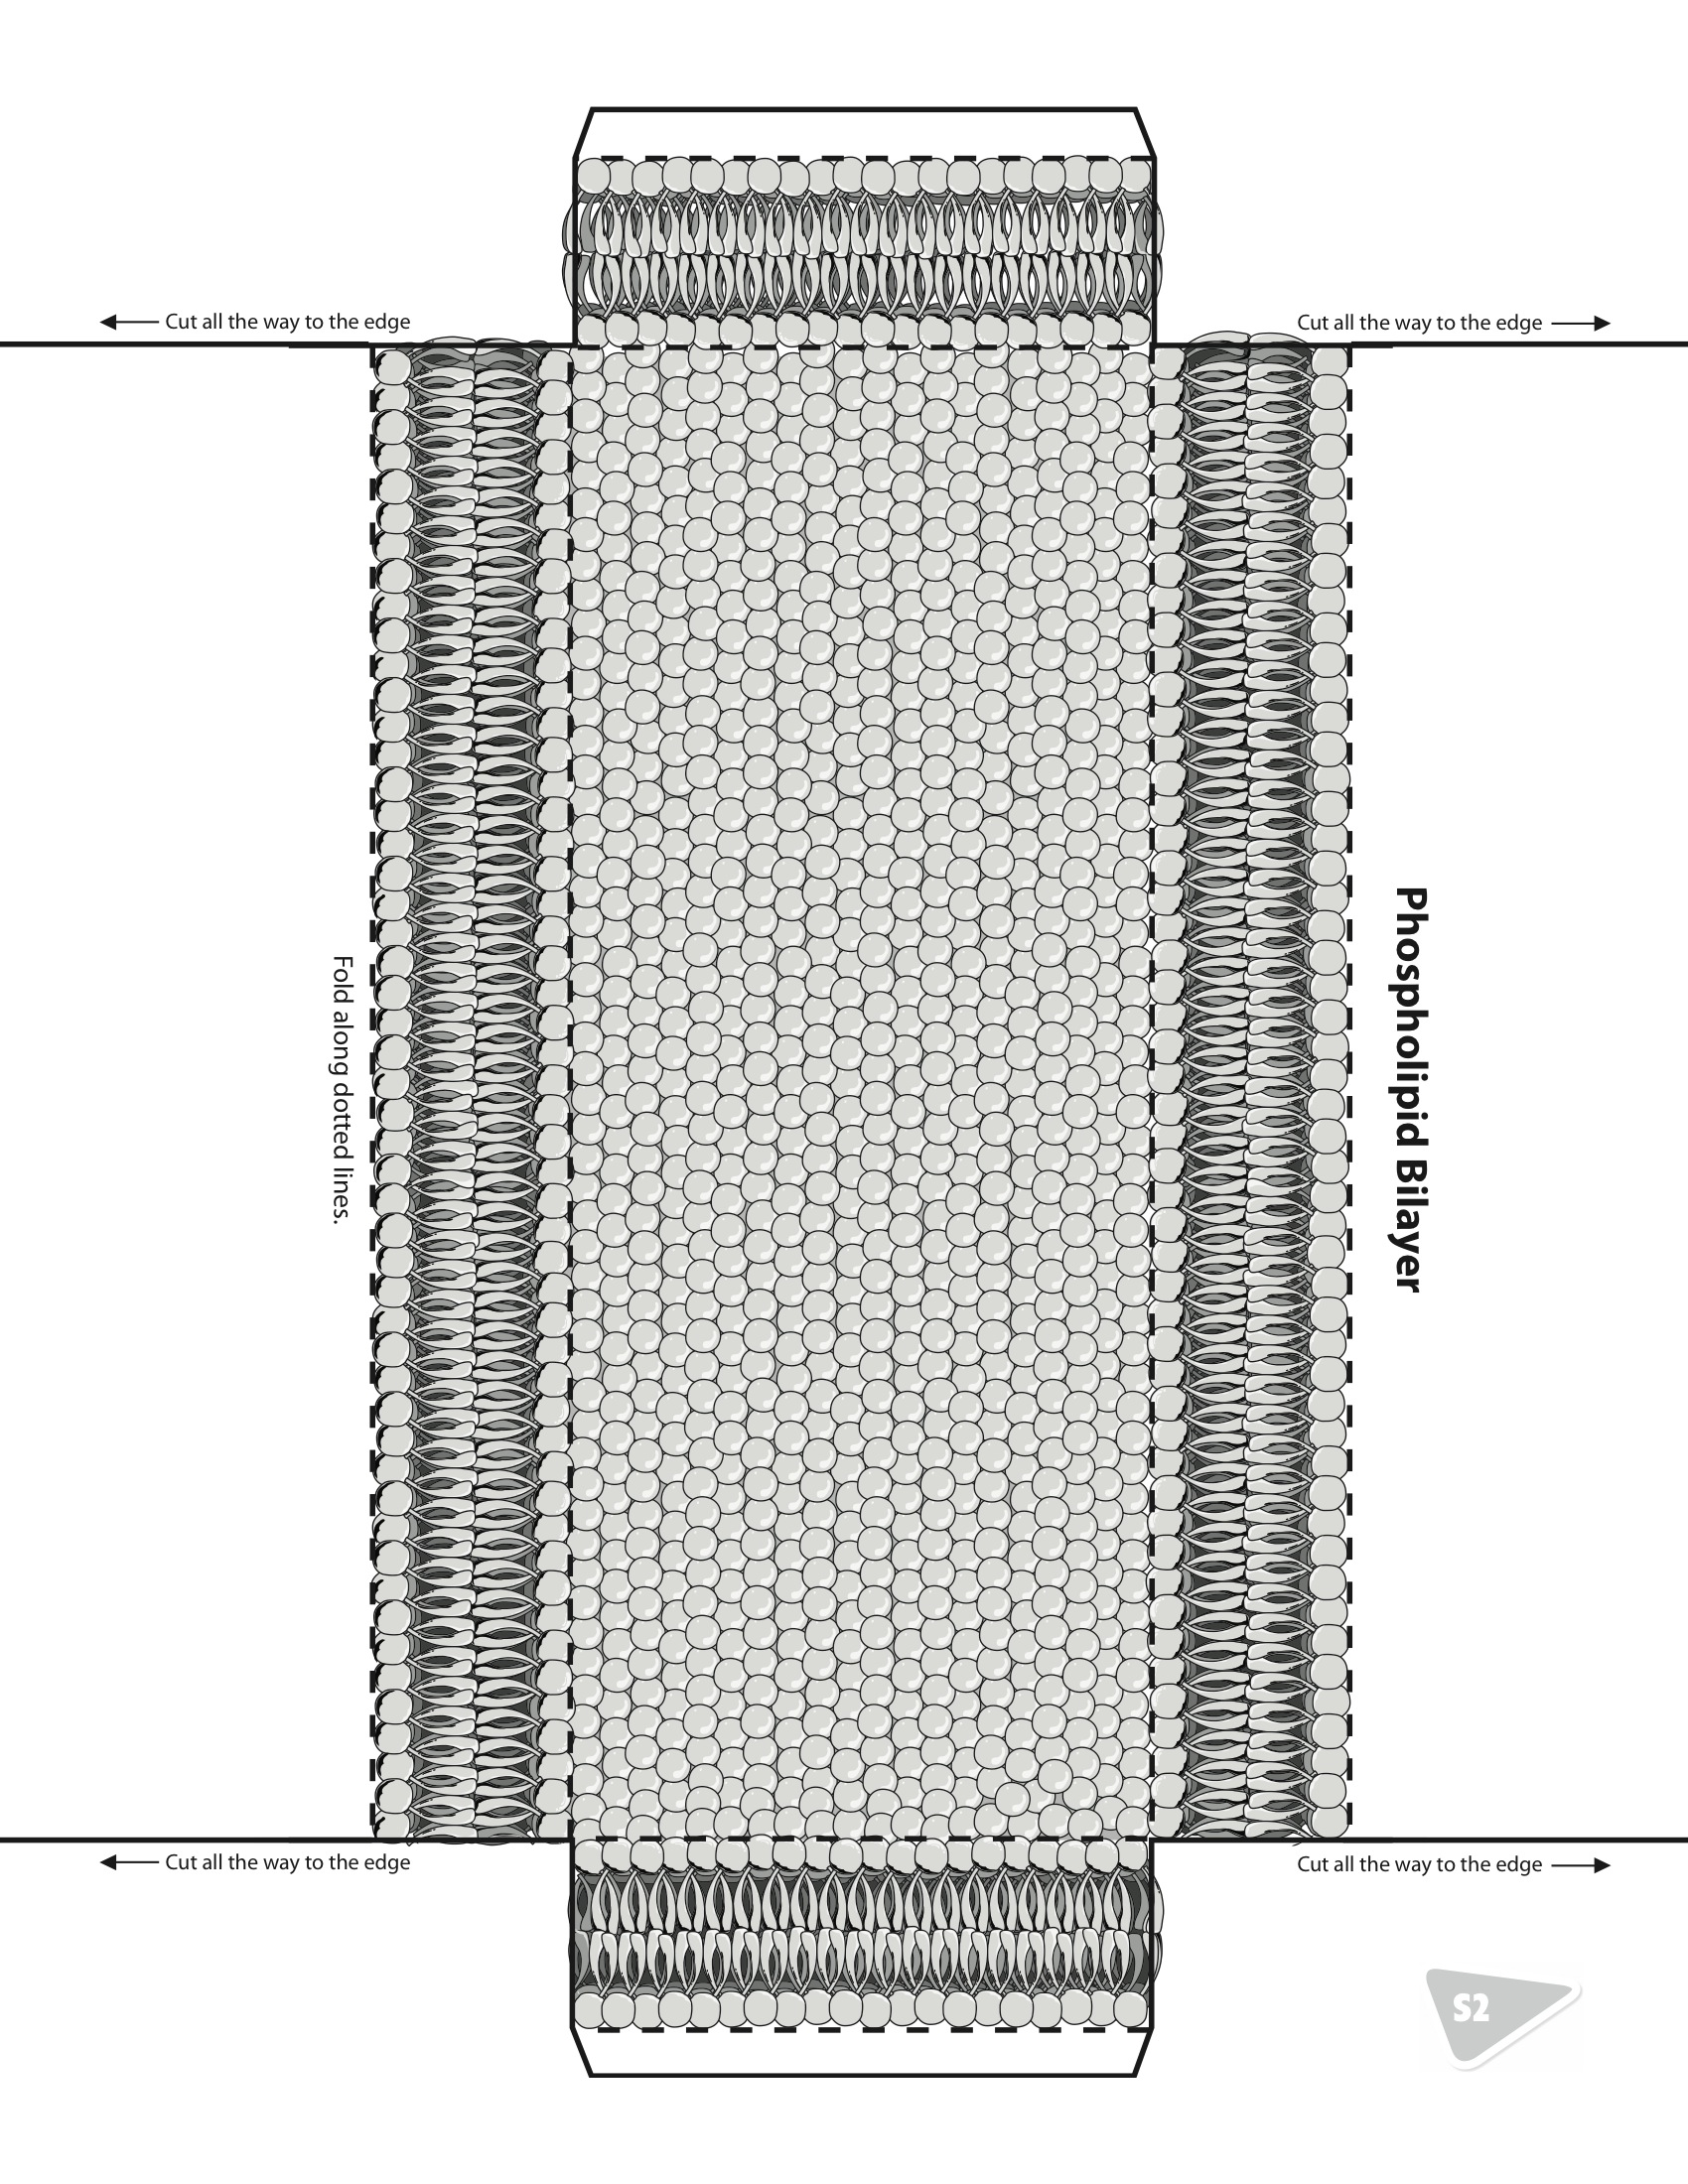 Cut all the way to the edge
Cut all the way to the edge
Phospholipid Bilayer
Fold along dotted lines.
Cut all the way to the edge
Cut all the way to the edge
S2